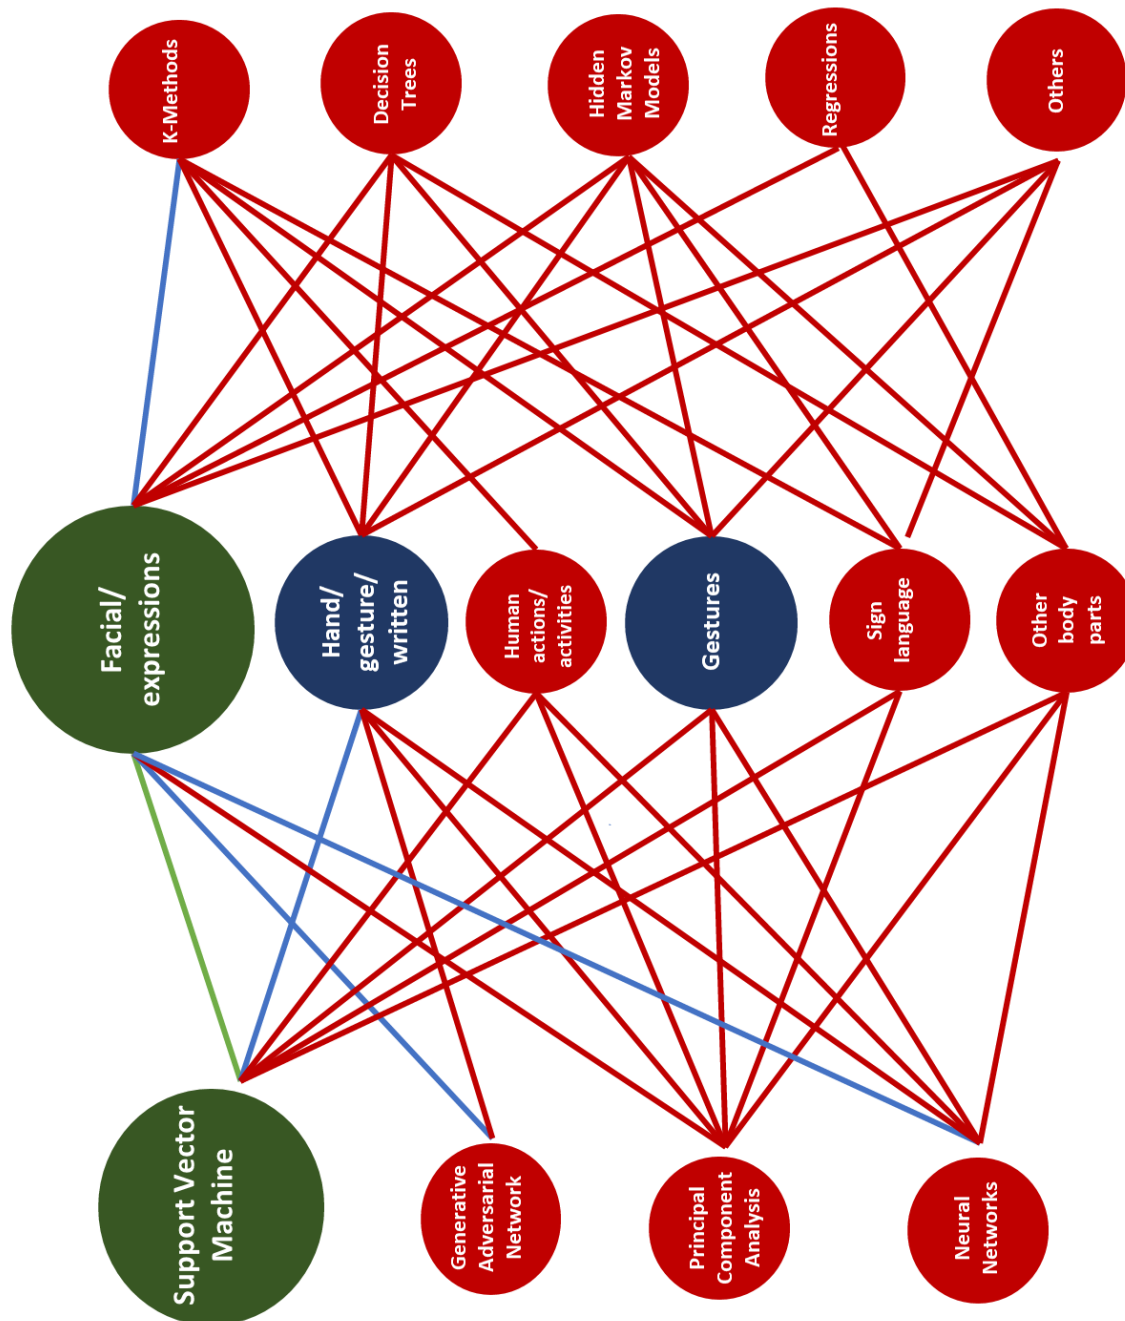 K-Methods
Decision
Trees
Hidden
Markov
Models
Regressions
Others
Facial/
expressions
Hand/
gesture/
written
Human
actions/
activities
Gestures
Sign
language
Other
body
parts
Support Vector
Machine
Generative
Adversarial
Network
Principal
Component
Analysis
Neural
Networks